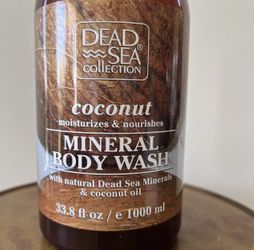 DEAD
SEA®
COLLECTION
coconut
moisturizes & nourishes
MINERAL
BODY WASH
with natural Dead Sea Minerals
& coconut oil
33.8 fl oz / e 1000 ml